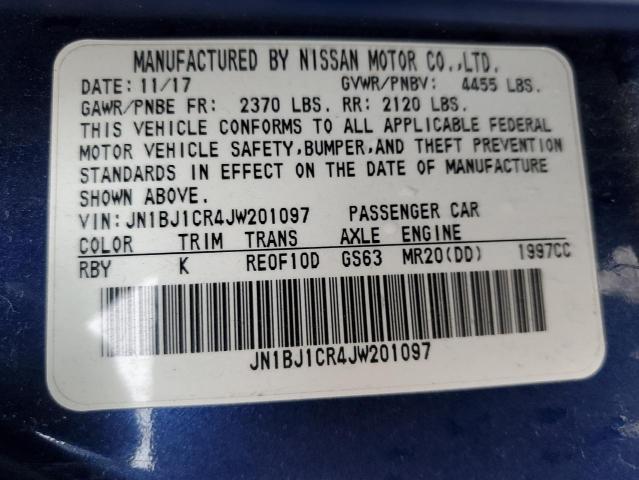 MANUFACTURED BY NISSAN MOTOR CO.,LTD.
DATE: 11/17 GVWR/PNBV: 4455 LBS.
GAWR/PNBE FR: 2370 LBS. RR: 2120 LBS.
THIS VEHICLE CONFORMS TO ALL APPLICABLE FEDERAL
MOTOR VEHICLE SAFETY,BUMPER,AND THEFT PREVENTION
STANDARDS IN EFFECT ON THE DATE OF MANUFACTURE
SHOWN ABOVE.
VIN: JN1BJ1CR4JW201097 PASSENGER CAR
COLOR TRIM TRANS AXLE ENGINE
RBY K RE0F10D GS63 MR20(DD) 1997CC
JN1BJ1CR4JW201097